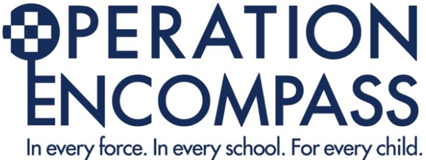 OPERATION
ENCOMPASS
In every force. In every school. For every child.